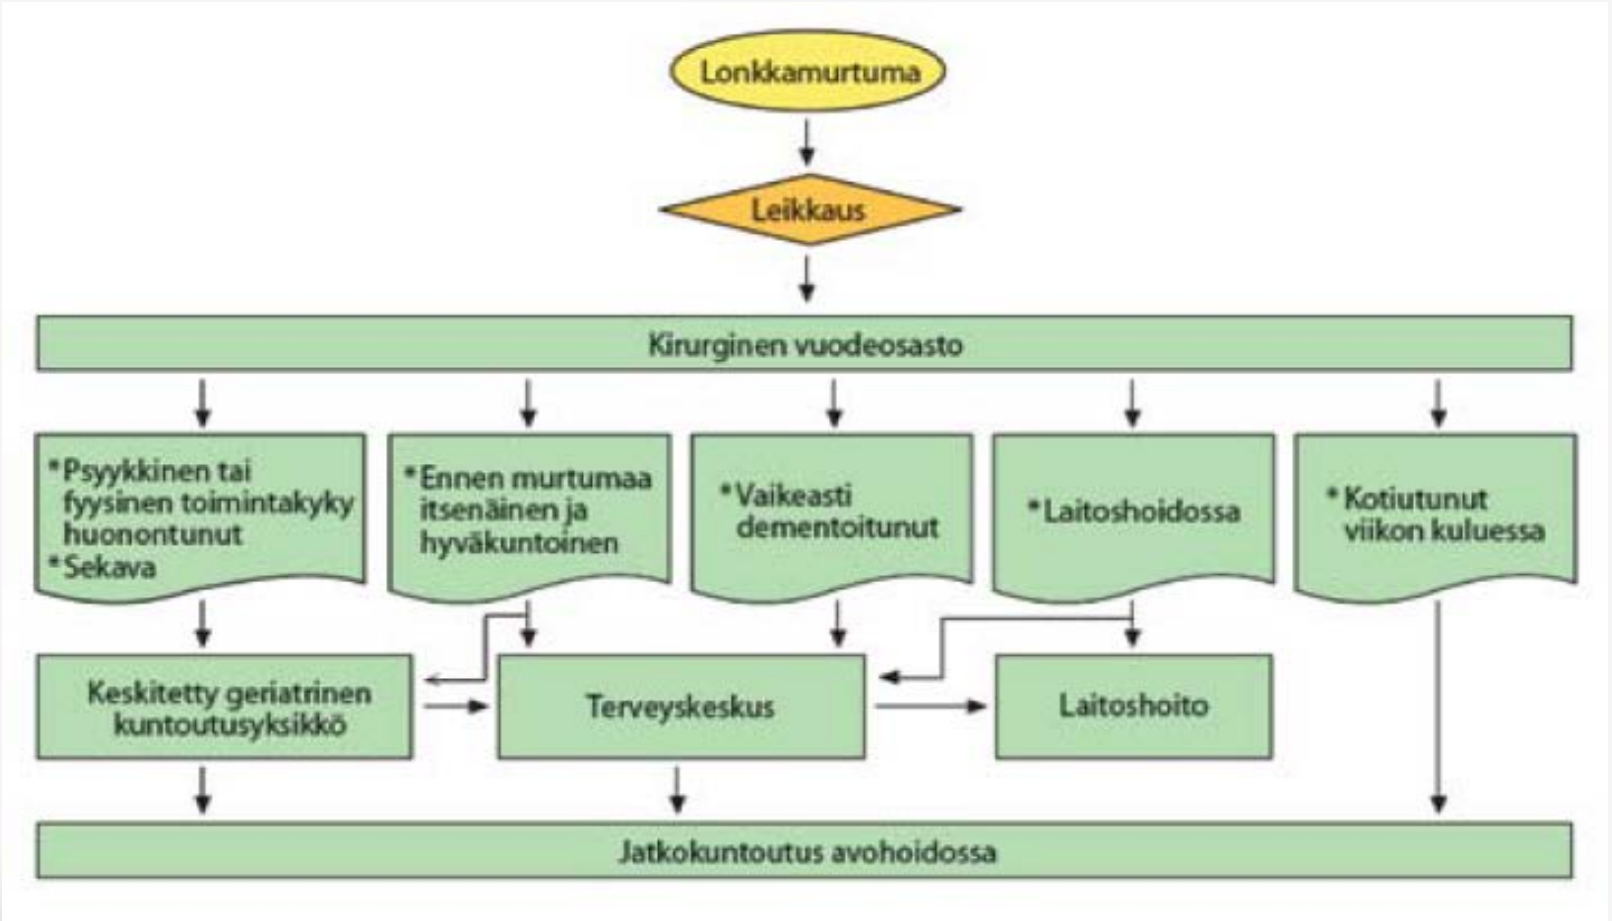 Lonkkamurtuma
Leikkaus
Kirurginen vuodeosasto
*Psyykkinen tai
fyysinen toimintakyky
huonontunut
*Sekava
*Ennen murtumaa
itsenäinen ja
hyväkuntoinen
*Vaikeasti
dementoitunut
*Laitoshoidossa
*Kotiutunut
viikon kuluessa
Keskitetty geriatrinen
kuntoutusyksikkö
Terveyskeskus
Laitoshoito
Jatkokuntoutus avohoidossa